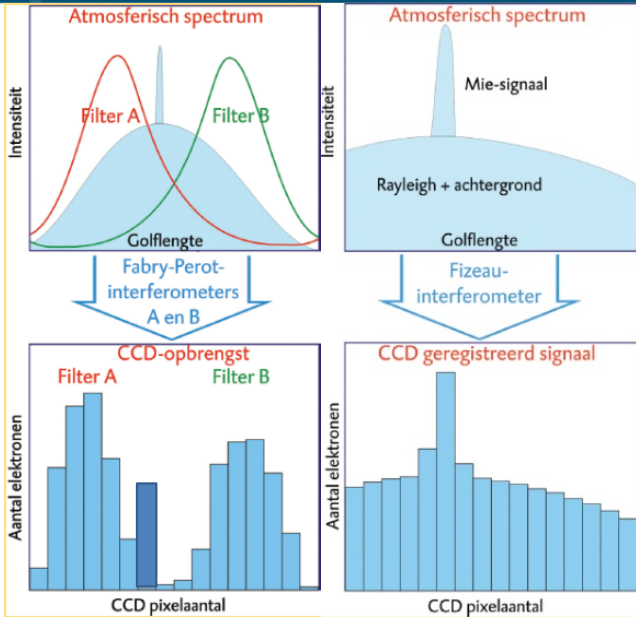 Atmosferisch spectrum
Intensiteit
Filter A
Filter B
Golflengte
Fabry-Perot-
interferometers
A en B
CCD-opbrengst
Filter A
Filter B
Aantal elektronen
CCD pixelaantal
Atmosferisch spectrum
Intensiteit
Mie-signaal
Rayleigh + achtergrond
Golflengte
Fizeau-
interferometer
CCD geregistreerd signaal
Aantal elektronen
CCD pixelaantal